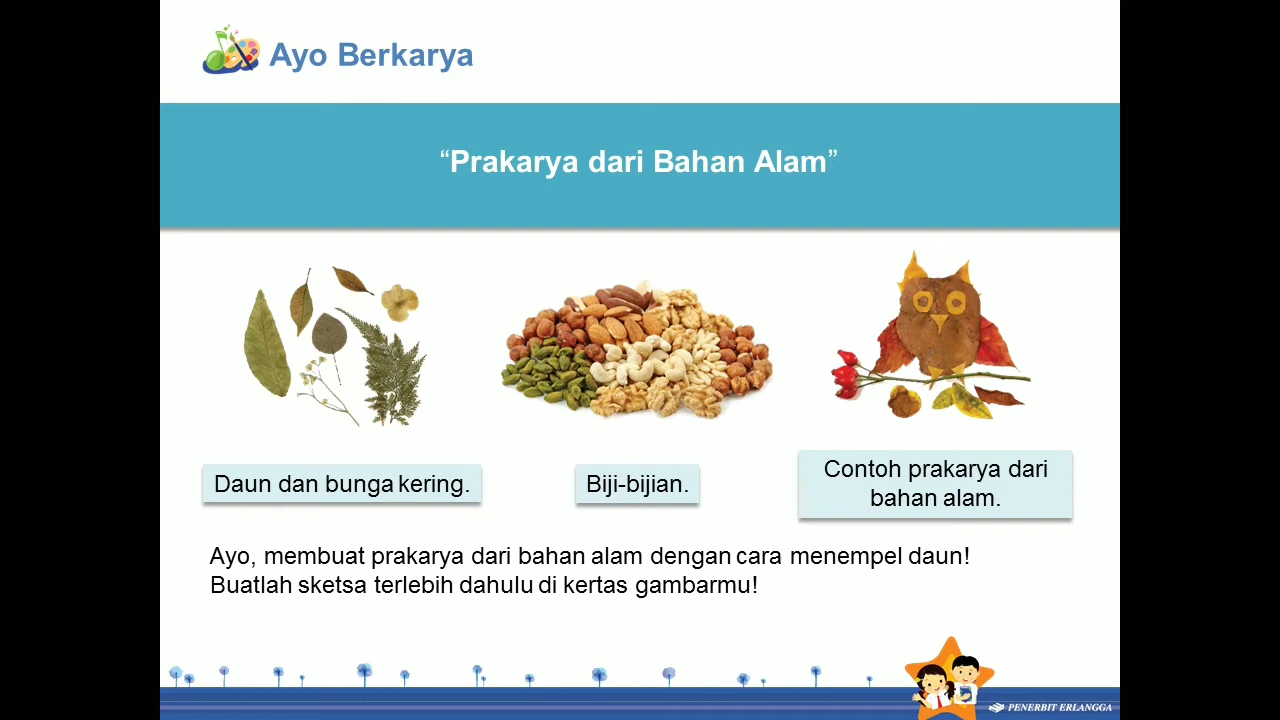 Ayo Berkarya
“Prakarya dari Bahan Alam”
Daun dan bunga kering.
Biji-bijian.
Contoh prakarya dari
bahan alam.
Ayo, membuat prakarya dari bahan alam dengan cara menempel daun!
Buatlah sketsa terlebih dahulu di kertas gambarmu!
PENERBIT ERLANGGA